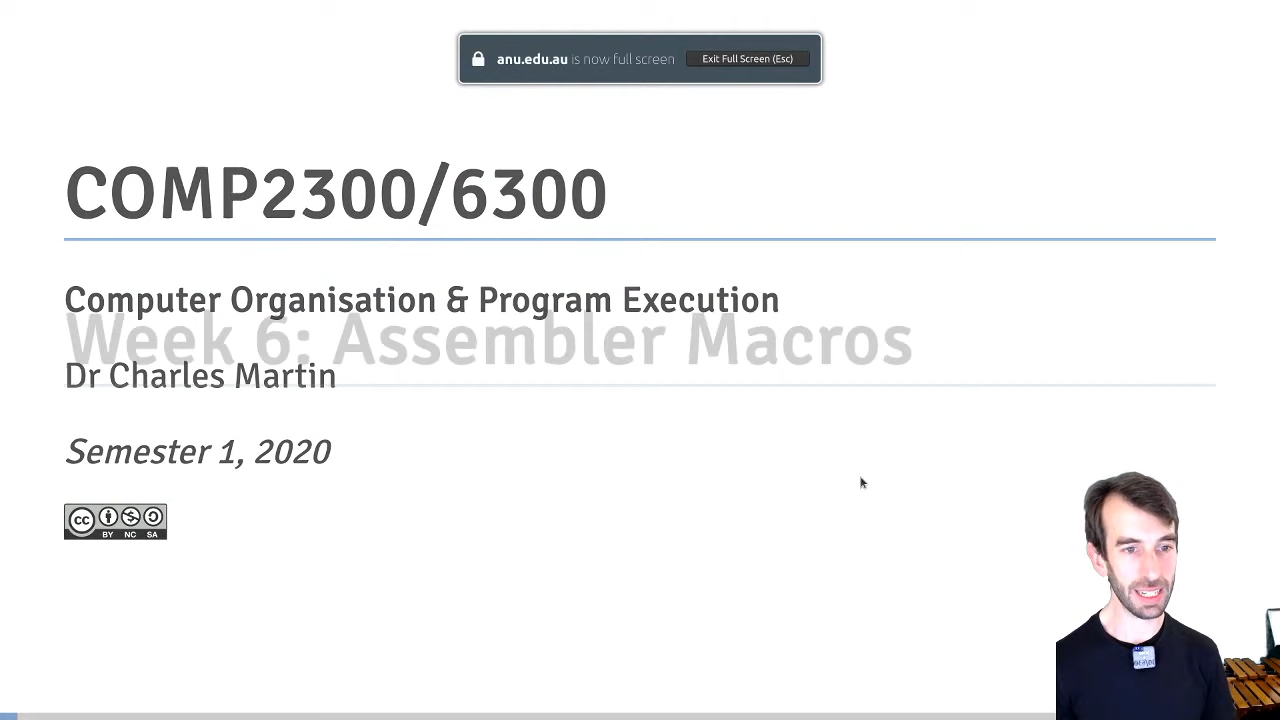 anu.edu.au is now full screen Exit Full Screen (Esc)
COMP2300/6300
Computer Organisation & Program Execution
Week 6: Assembler Macros
Dr Charles Martin
Semester 1, 2020
cc
BY NC SA